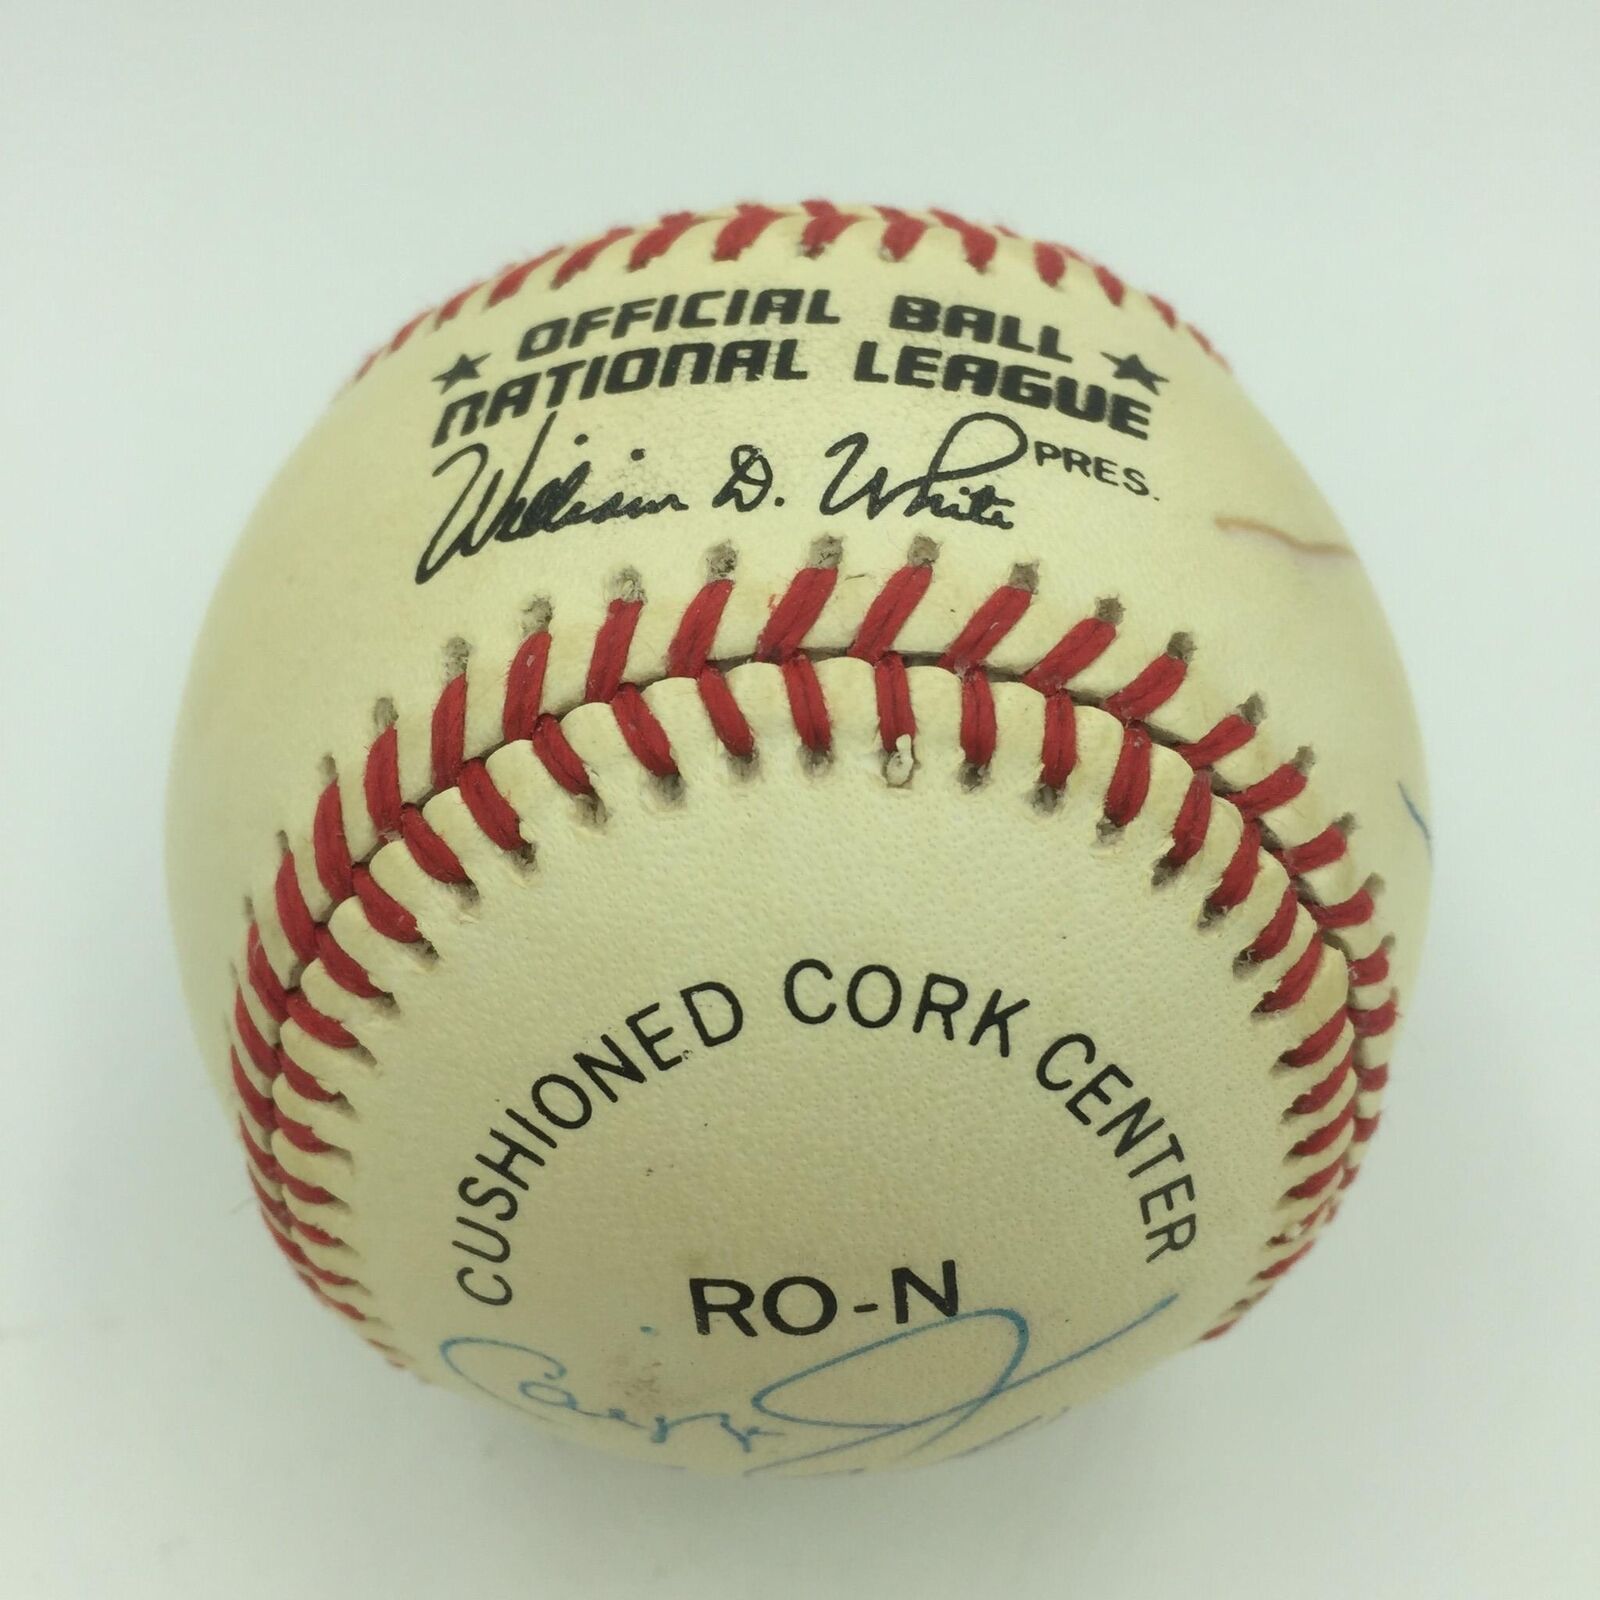 ★ OFFICIAL BALL ★
NATIONAL LEAGUE
William D. White PRES.
CUSHIONED CORK CENTER
RO-N